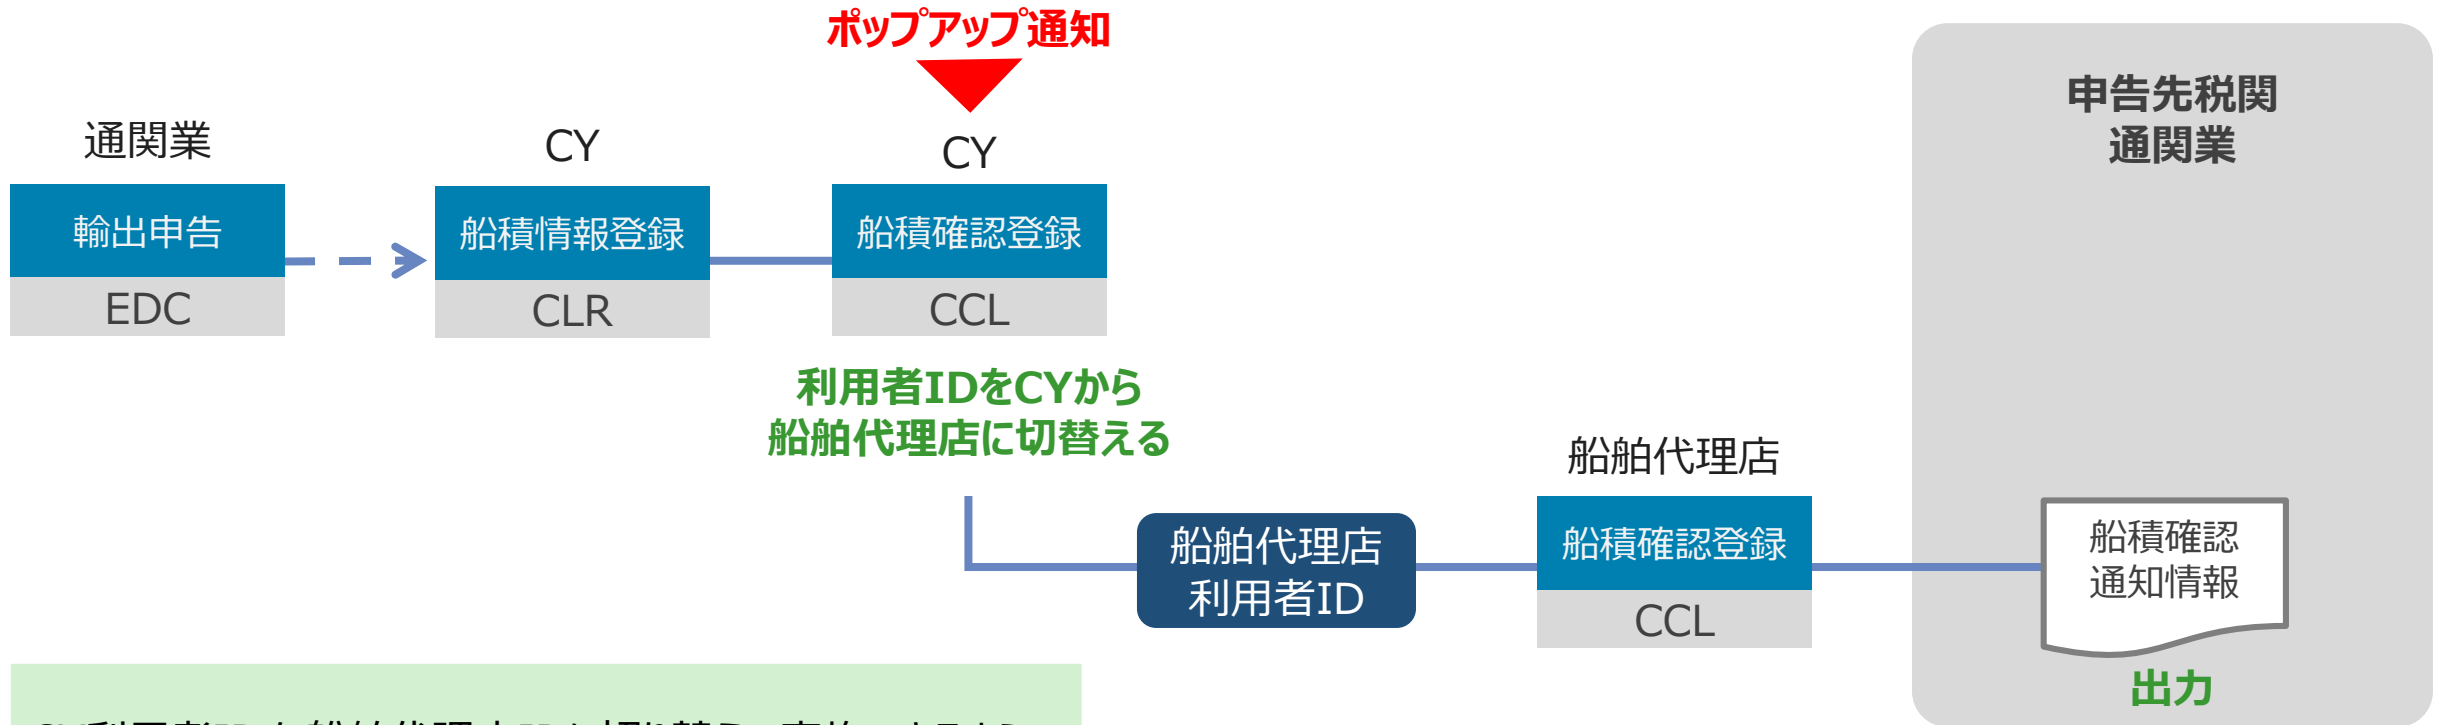 ポップアップ通知
申告先税関
通関業
通関業
CY
CY
輸出申告
船積情報登録
船積確認登録
EDC
CLR
CCL
利用者IDをCYから
船舶代理店に切替える
船舶代理店
船舶代理店
利用者ID
船積確認登録
CCL
船積確認
通知情報
出力